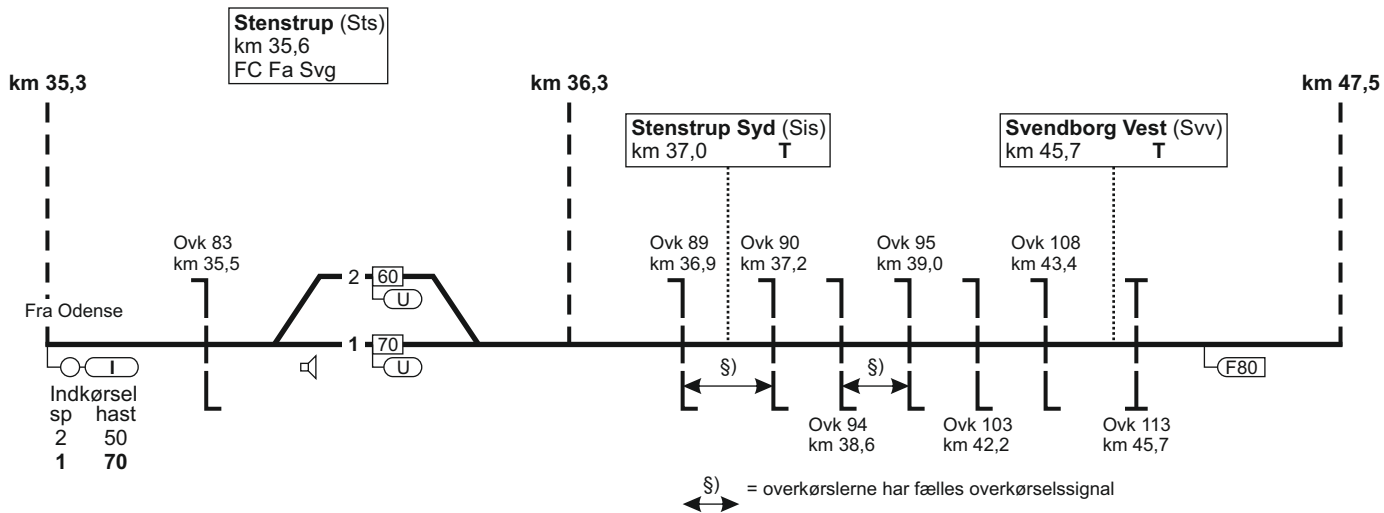 Stenstrup (Sts)
km 35,6
FC Fa Svg
km 35,3
km 36,3
km 47,5
Stenstrup Syd (Sis)
km 37,0 T
Svendborg Vest (Svv)
km 45,7 T
Ovk 83
km 35,5
Ovk 89
km 36,9
Ovk 90
km 37,2
Ovk 95
km 39,0
Ovk 108
km 43,4
2 60
U
Fra Odense
1 70
U
I
F80
Indkørsel
sp hast
2 50
1 70
§)
§)
Ovk 94
km 38,6
Ovk 103
km 42,2
Ovk 113
km 45,7
§) = overkørslerne har fælles overkørselssignal